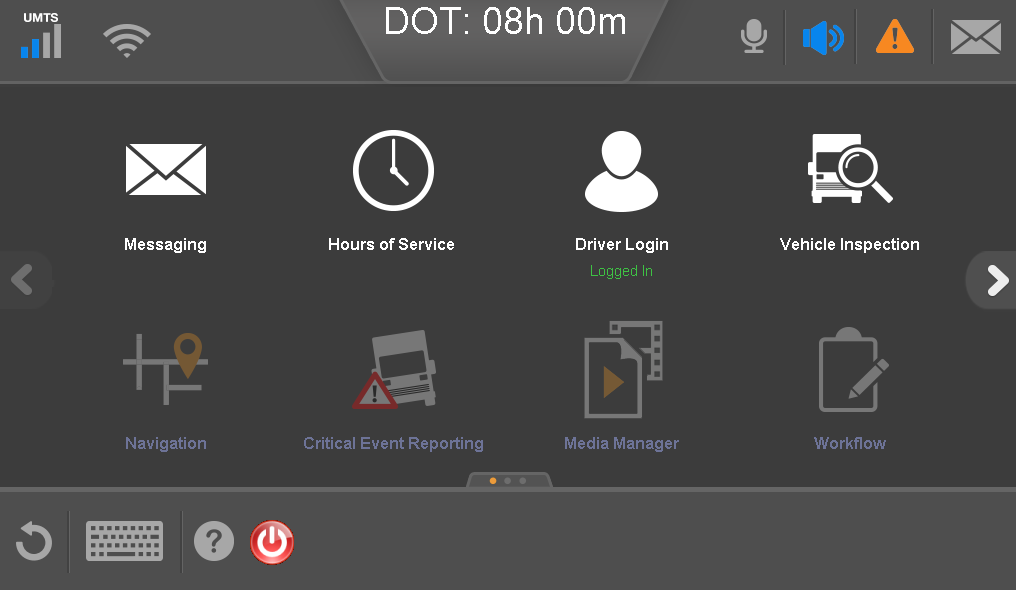 UMTS
DOT: 08h 00m
Messaging
Hours of Service
Driver Login
Vehicle Inspection
Logged In
Navigation
Critical Event Reporting
Media Manager
Workflow